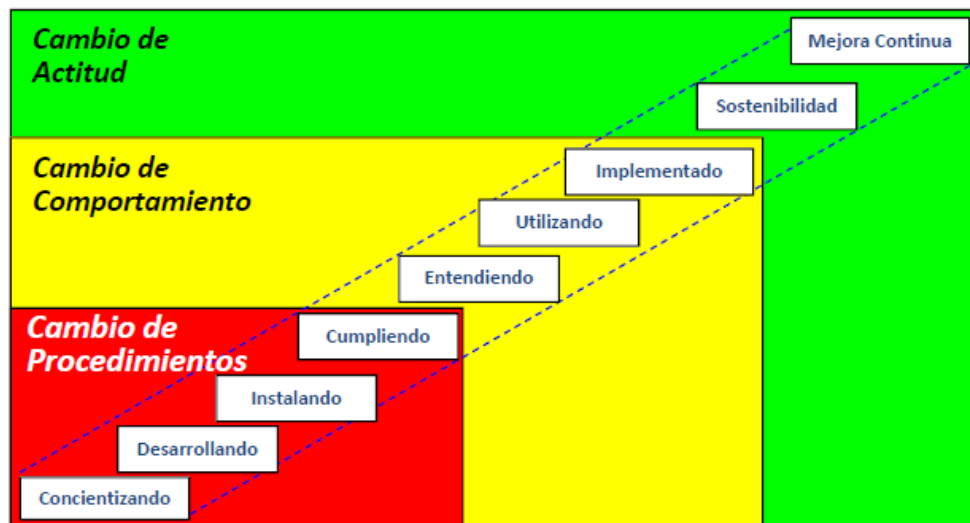 Cambio de
Actitud
Mejora Continua
Sostenibilidad
Cambio de
Comportamiento
Implementado
Utilizando
Entendiendo
Cambio de
Procedimientos
Cumpliendo
Instalando
Desarrollando
Concientizando